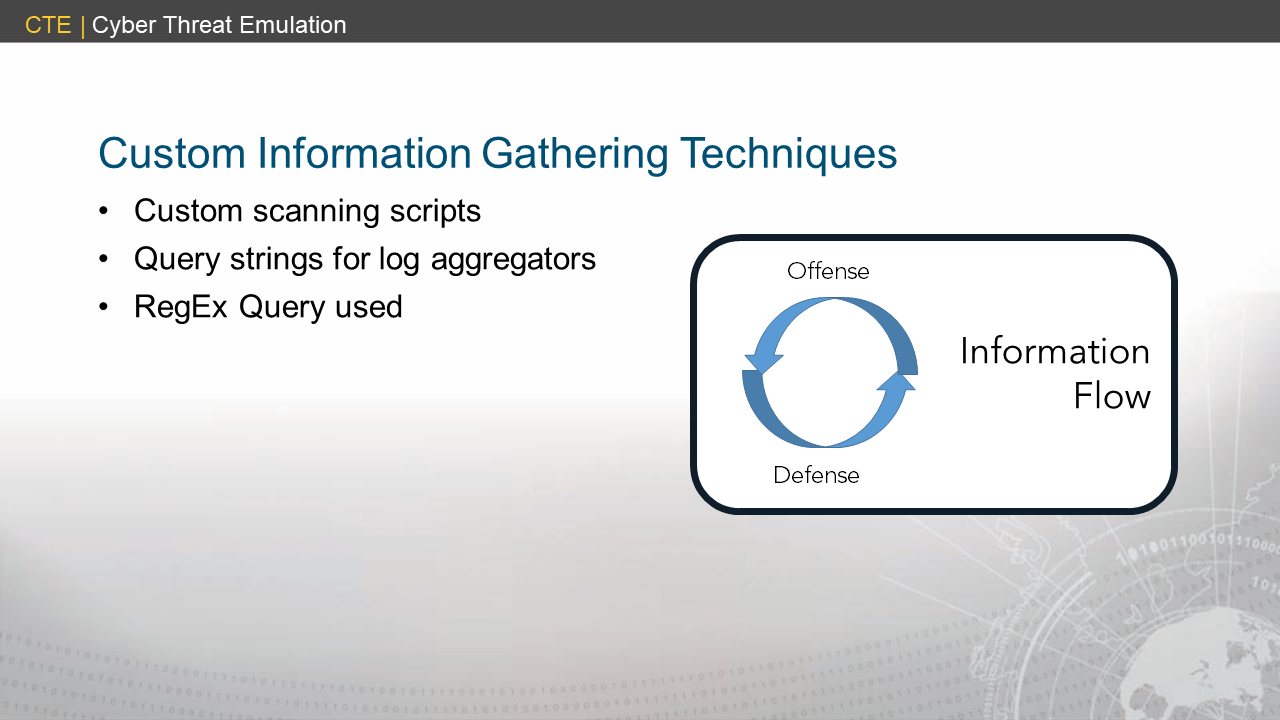 CTE | Cyber Threat Emulation
Custom Information Gathering Techniques
• Custom scanning scripts
• Query strings for log aggregators
• RegEx Query used
Offense
Information
Flow
Defense